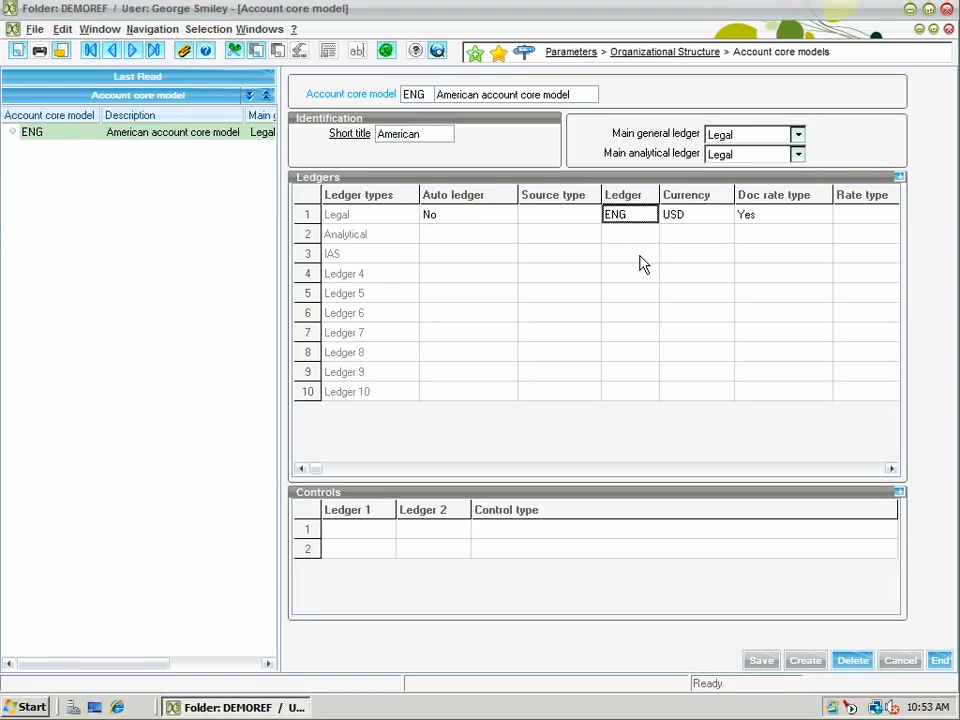 Folder: DEMOREF / User: George Smiley - [Account core model]
File Edit Window Navigation Selection Windows ?
Parameters > Organizational Structure > Account core models
Last Read
Account core model
Account core model Description Main g
ENG American account core model Legal
Account core model ENG American account core model
Identification
Short title American
Main general ledger Legal
Main analytical ledger Legal
Ledgers
Ledger types Auto ledger Source type Ledger Currency Doc rate type Rate type
1 Legal No ENG USD Yes
2 Analytical
3 IAS
4 Ledger 4
5 Ledger 5
6 Ledger 6
7 Ledger 7
8 Ledger 8
9 Ledger 9
10 Ledger 10
Controls
Ledger 1 Ledger 2 Control type
1
2
Save Create Delete Cancel End
Ready
Start Folder: DEMOREF / U... 10:53 AM